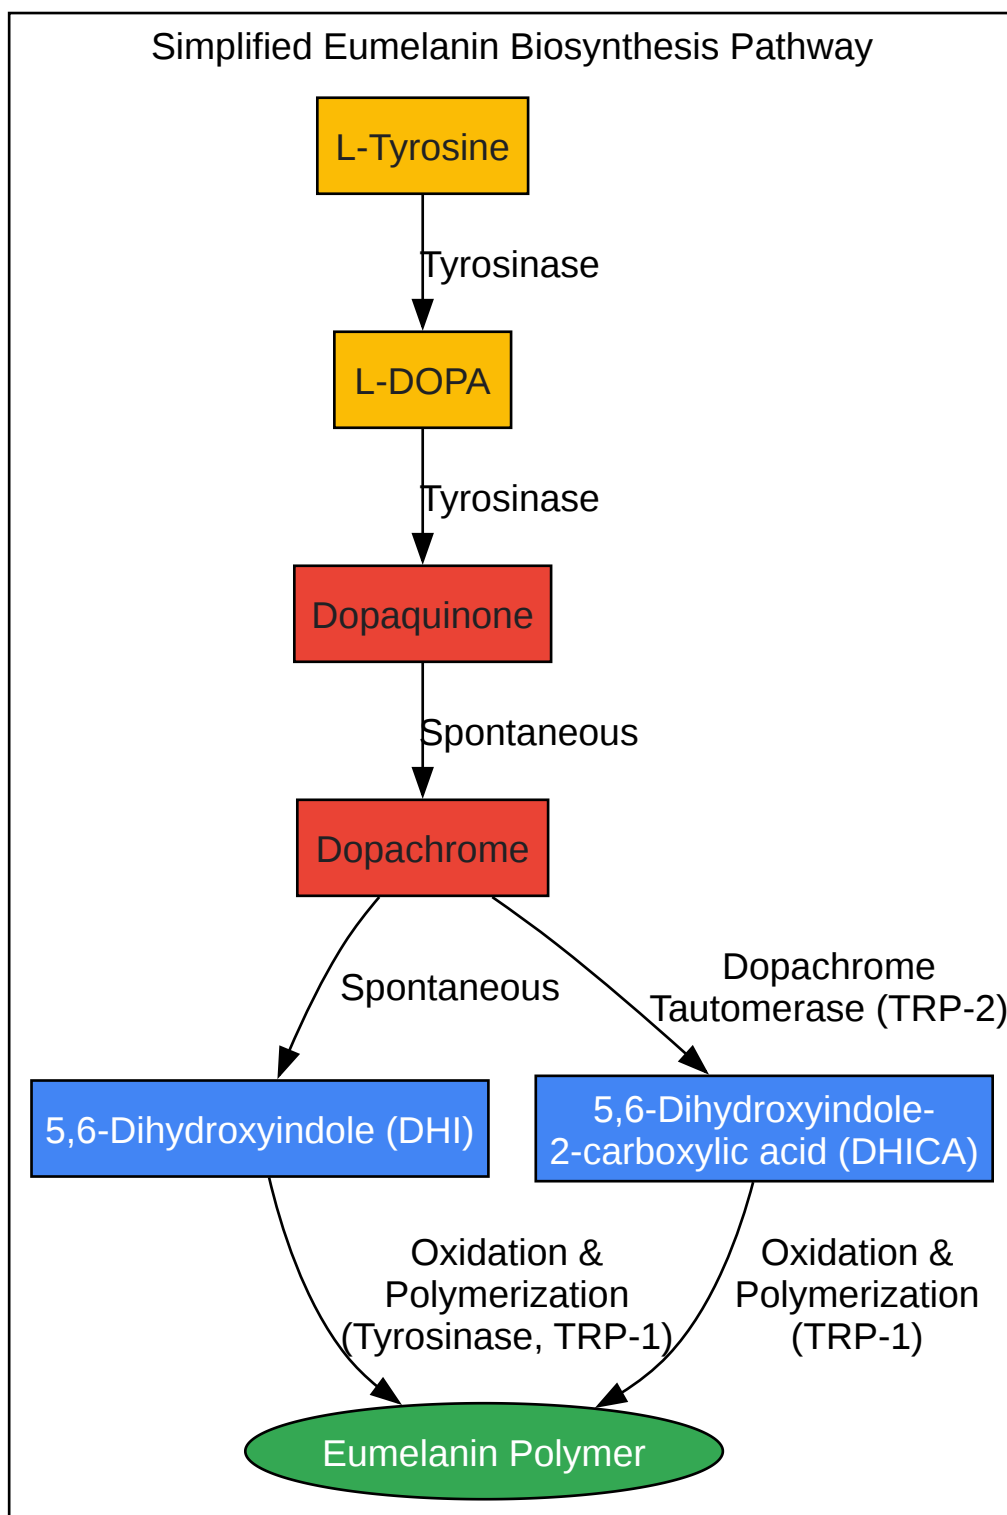 Simplified Eumelanin Biosynthesis Pathway
L-Tyrosine
Tyrosinase
L-DOPA
Tyrosinase
Dopaquinone
Spontaneous
Dopachrome
Spontaneous
Dopachrome
Tautomerase (TRP-2)
5,6-Dihydroxyindole (DHI)
5,6-Dihydroxyindole-
2-carboxylic acid (DHICA)
Oxidation &
Polymerization
(Tyrosinase, TRP-1)
Oxidation &
Polymerization
(TRP-1)
Eumelanin Polymer